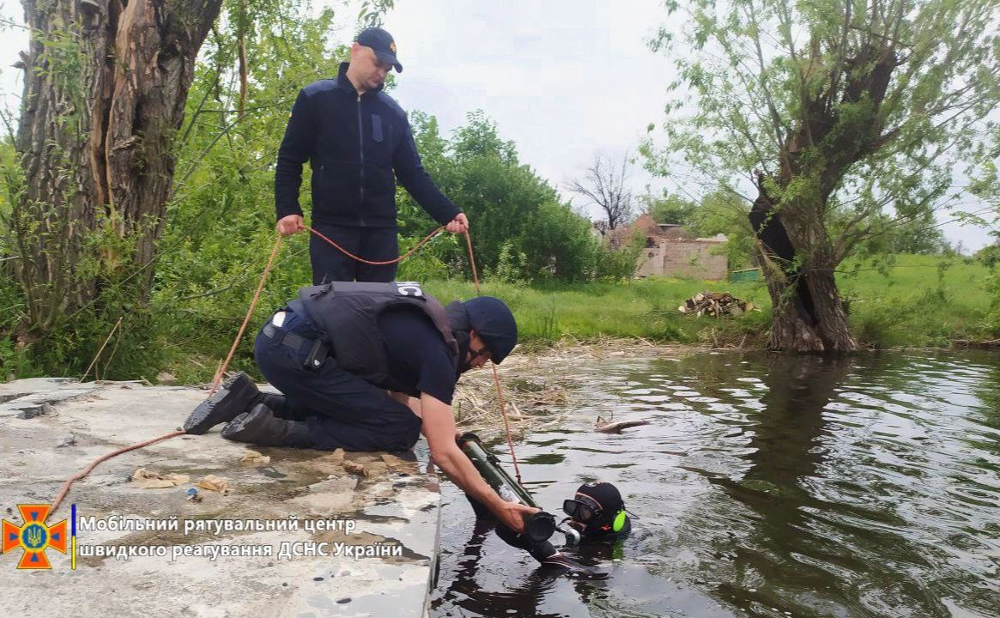 Мобільний рятувальний центр
швидкого реагування ДСНС України